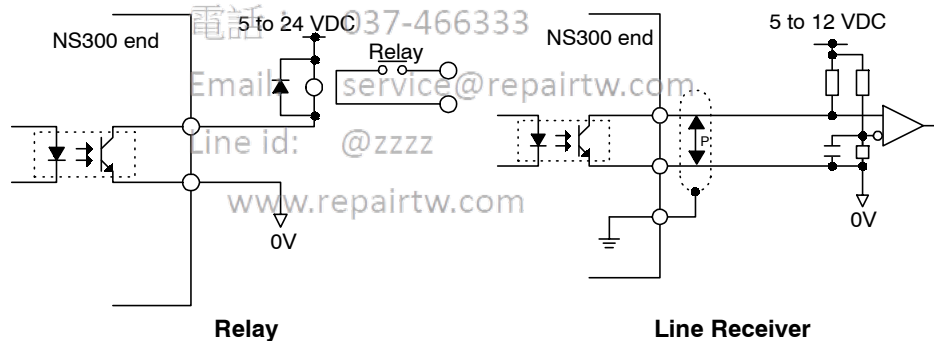 電話： 037-466333
5 to 24 VDC
5 to 12 VDC
NS300 end
Relay
NS300 end
Email： service@repairtw.com
P
Line id: @zzzz
www.repairtw.com
0V
0V
Relay
Line Receiver